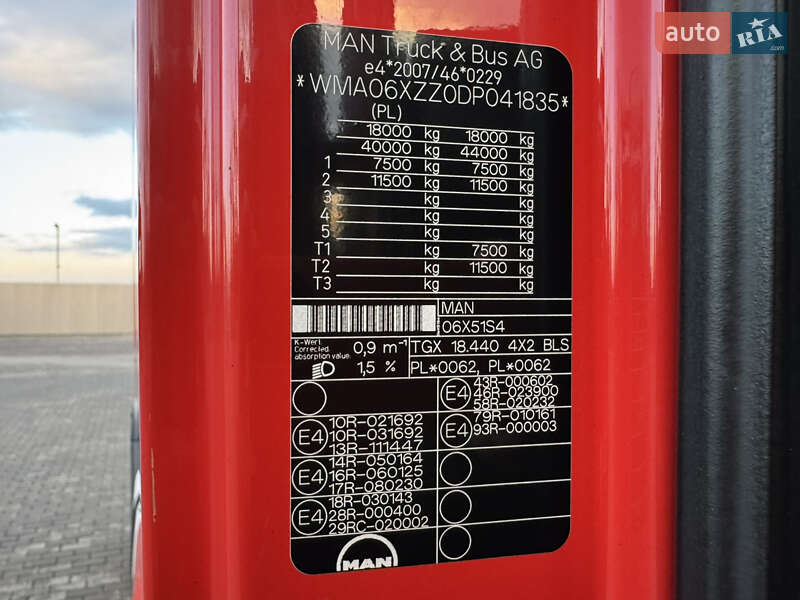 auto RIA
MAN Truck & Bus AG
e4*2007/46*0229
*WMA06XZZ0DP041835*
(PL)
18000 kg 18000 kg
40000 kg 44000 kg
1 7500 kg 7500 kg
2 11500 kg 11500 kg
3 kg kg
4 kg kg
5 kg kg
T1 kg 7500 kg
T2 kg 11500 kg
T3 kg kg
MAN
06X51S4
K-Wert
Corrected
absorption value:
0,9 m⁻¹
TGX 18.440 4X2 BLS
1,5 %
PL*0062, PL*0062
E4 43R-000602
46R-023900
58R-020232
E4 79R-010161
93R-000003
E4 10R-021692
10R-031692
13R-111447
E4 14R-050164
16R-060125
17R-080230
E4 18R-030143
28R-000400
29RC-020002
MAN